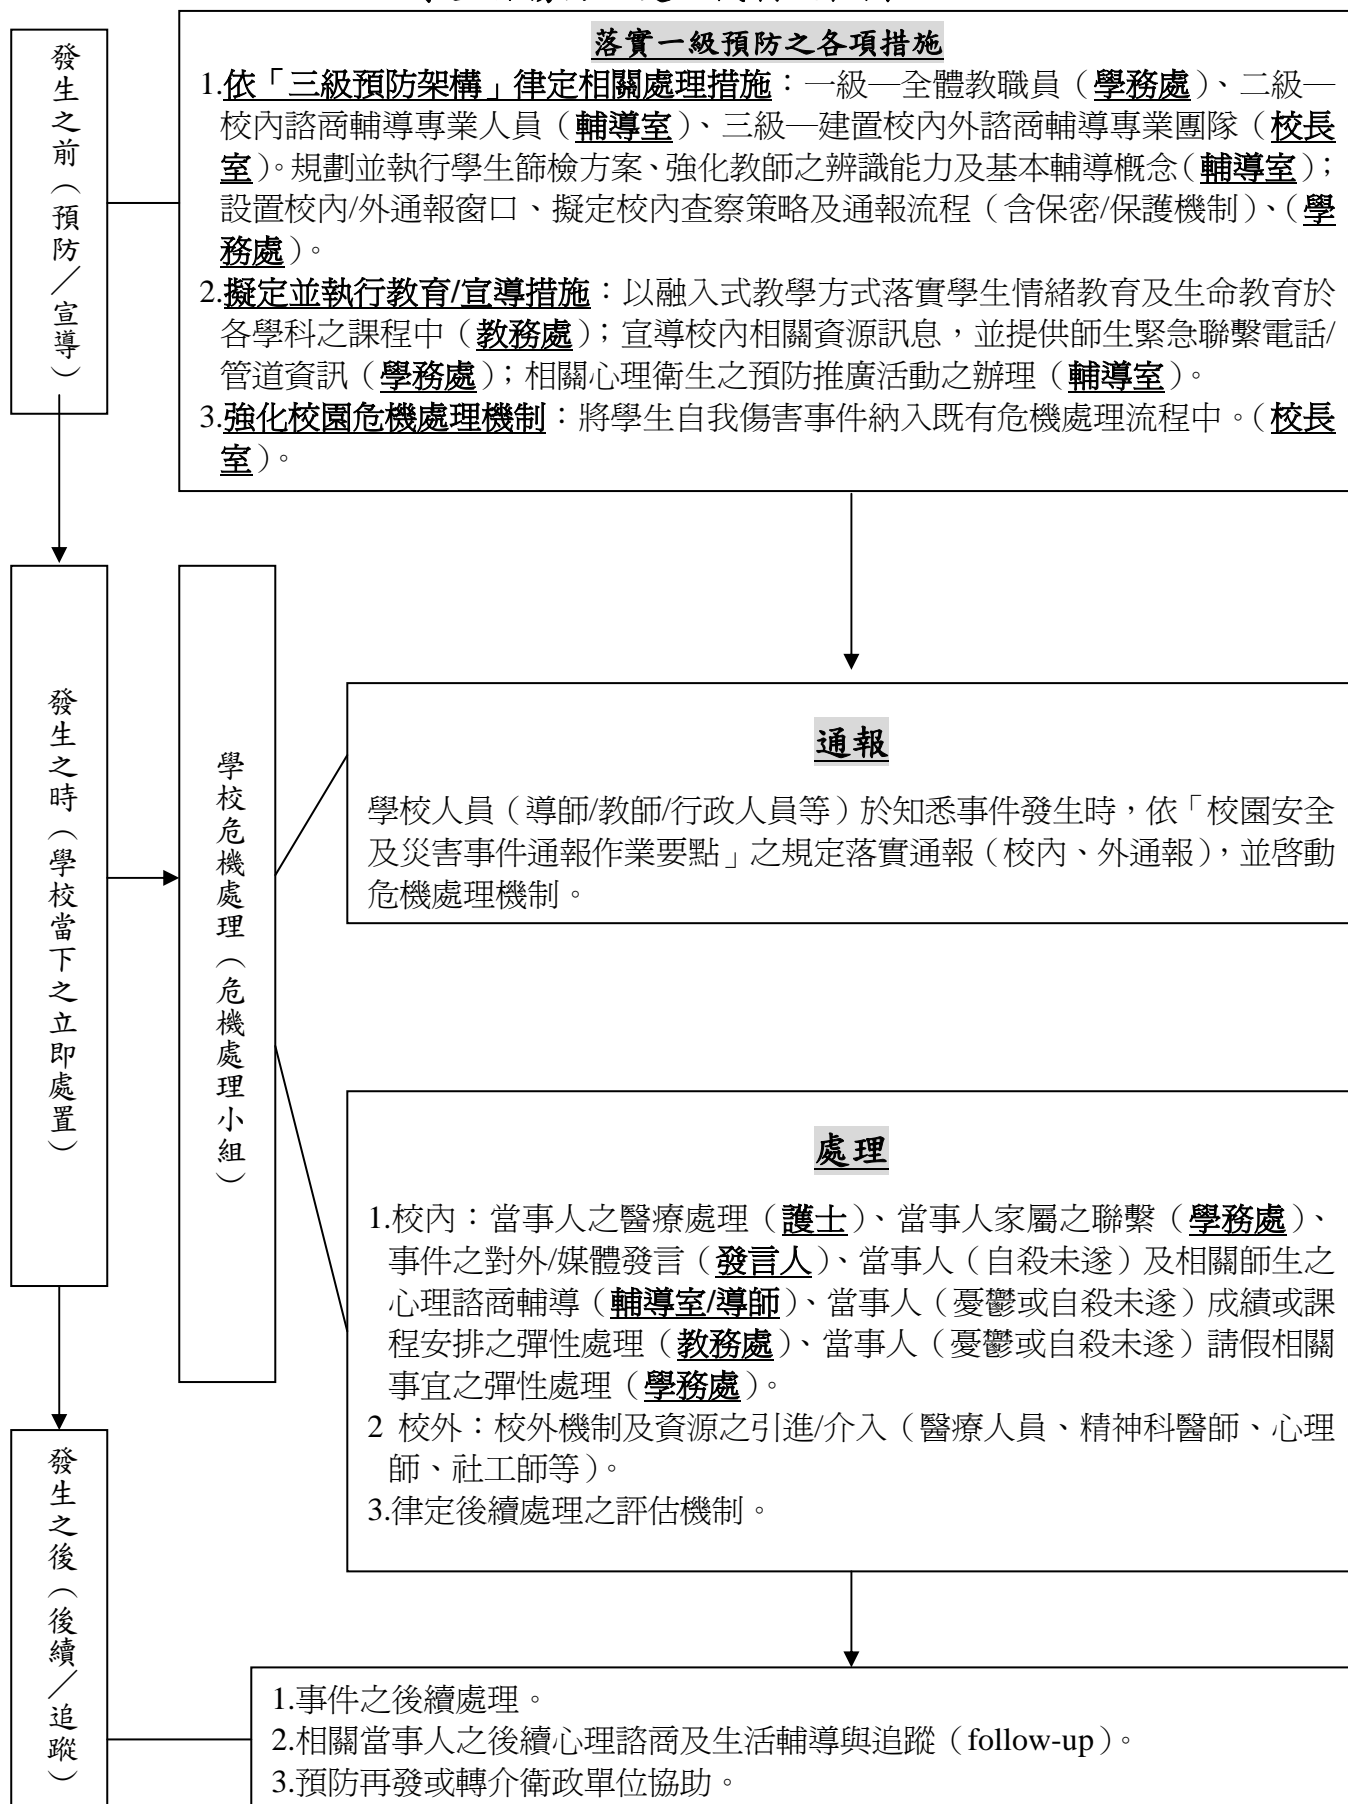 發生之前（預防／宣導）
落實一級預防之各項措施
1.依「三級預防架構」律定相關處理措施：一級—全體教職員（學務處）、二級—
校內諮商輔導專業人員（輔導室）、三級—建置校內外諮商輔導專業團隊（校長
室）。規劃並執行學生篩檢方案、強化教師之辨識能力及基本輔導概念（輔導室）；
設置校內/外通報窗口、擬定校內查察策略及通報流程（含保密/保護機制）、（學
務處）。
2.擬定並執行教育/宣導措施：以融入式教學方式落實學生情緒教育及生命教育於
各學科之課程中（教務處）；宣導校內相關資源訊息，並提供師生緊急聯繫電話/
管道資訊（學務處）；相關心理衛生之預防推廣活動之辦理（輔導室）。
3.強化校園危機處理機制：將學生自我傷害事件納入既有危機處理流程中。（校長
室）。
發生之時（學校當下之立即處置）
學校危機處理（危機處理小組）
通報
學校人員（導師/教師/行政人員等）於知悉事件發生時，依「校園安全
及災害事件通報作業要點」之規定落實通報（校內、外通報），並啓動
危機處理機制。
處理
1.校內：當事人之醫療處理（護士）、當事人家屬之聯繫（學務處）、
事件之對外/媒體發言（發言人）、當事人（自殺未遂）及相關師生之
心理諮商輔導（輔導室/導師）、當事人（憂鬱或自殺未遂）成績或課
程安排之彈性處理（教務處）、當事人（憂鬱或自殺未遂）請假相關
事宜之彈性處理（學務處）。
2 校外：校外機制及資源之引進/介入（醫療人員、精神科醫師、心理
師、社工師等）。
3.律定後續處理之評估機制。
發生之後（後續／追蹤）
1.事件之後續處理。
2.相關當事人之後續心理諮商及生活輔導與追蹤（follow-up）。
3.預防再發或轉介衛政單位協助。